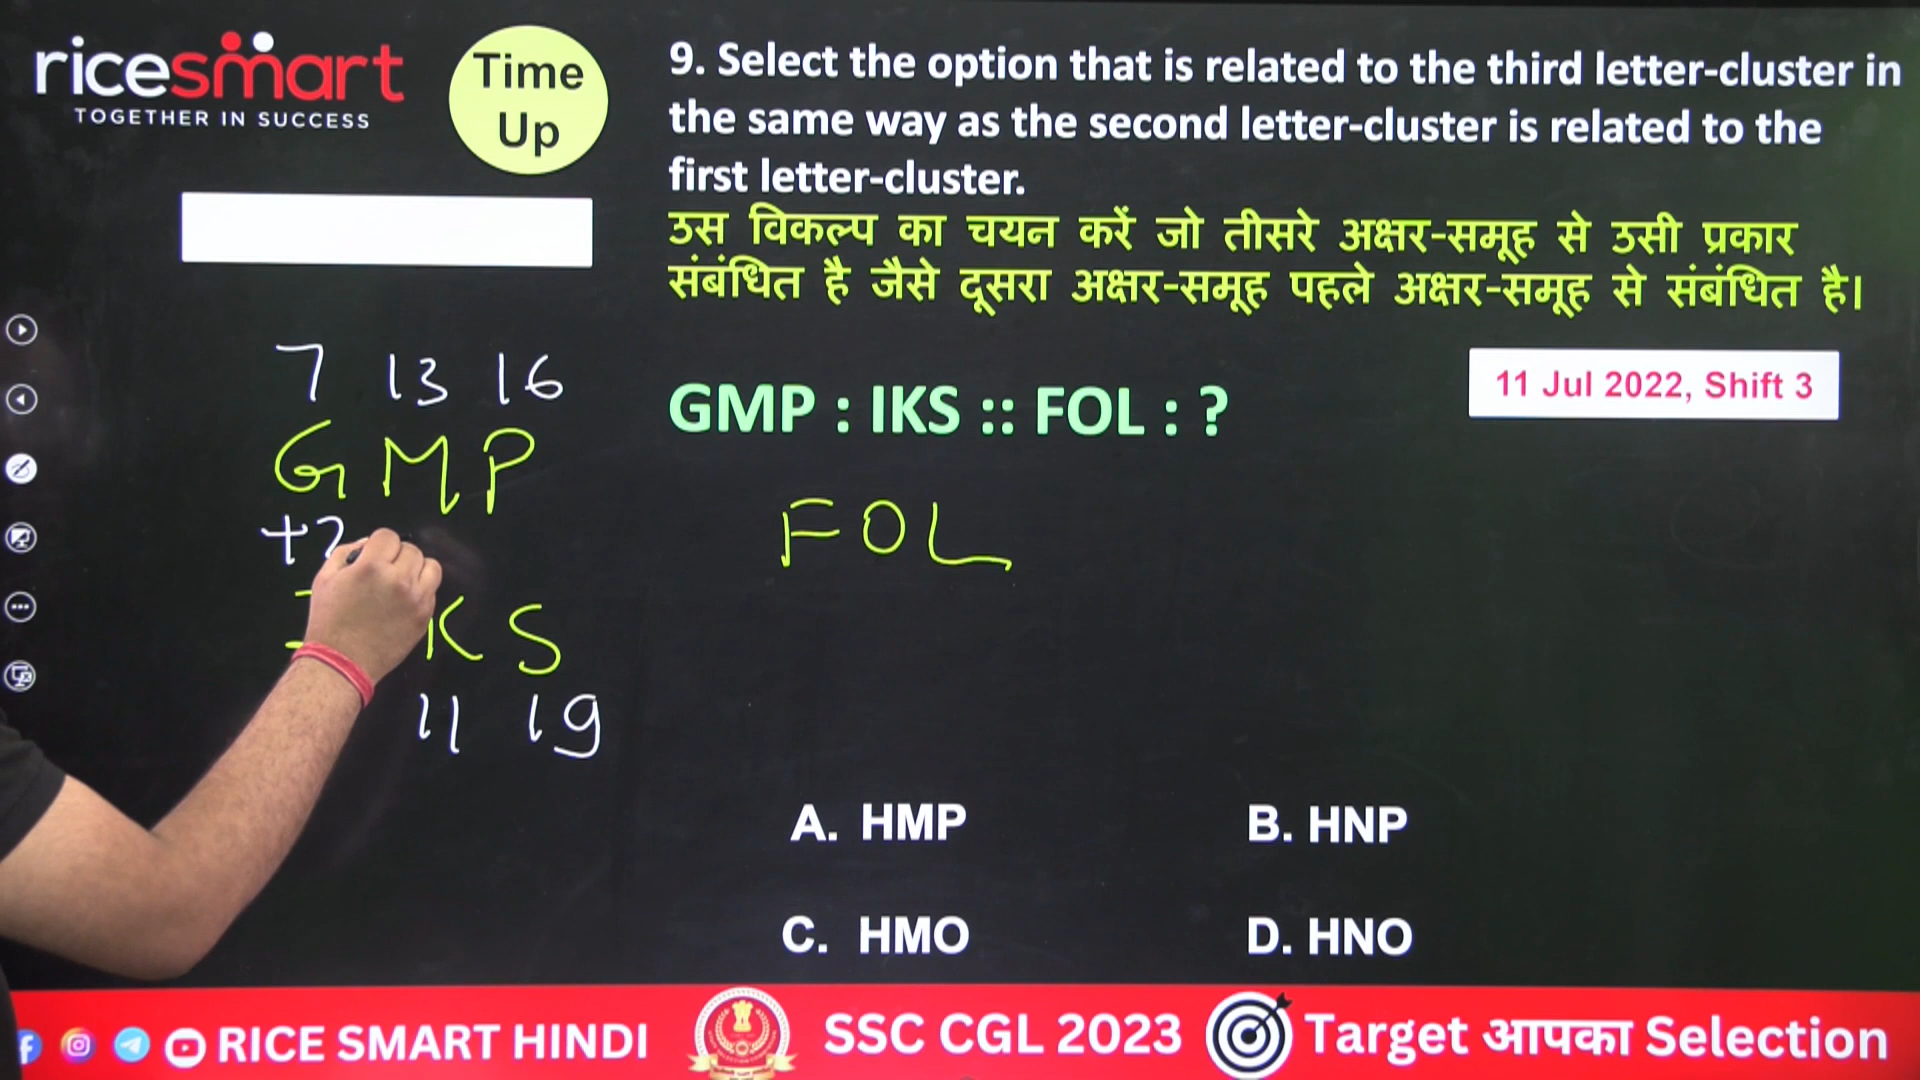 ricesmart
TOGETHER IN SUCCESS
Time
Up
9. Select the option that is related to the third letter-cluster in
the same way as the second letter-cluster is related to the
first letter-cluster.
उस विकल्प का चयन करें जो तीसरे अक्षर-समूह से उसी प्रकार
संबंधित है जैसे दूसरा अक्षर-समूह पहले अक्षर-समूह से संबंधित है।
11 Jul 2022, Shift 3
GMP : IKS :: FOL : ?
7 13 16
G M P
+2
K S
11 19
FOL
A. HMP
B. HNP
C. HMO
D. HNO
RICE SMART HINDI
SSC CGL 2023
Target आपका Selection